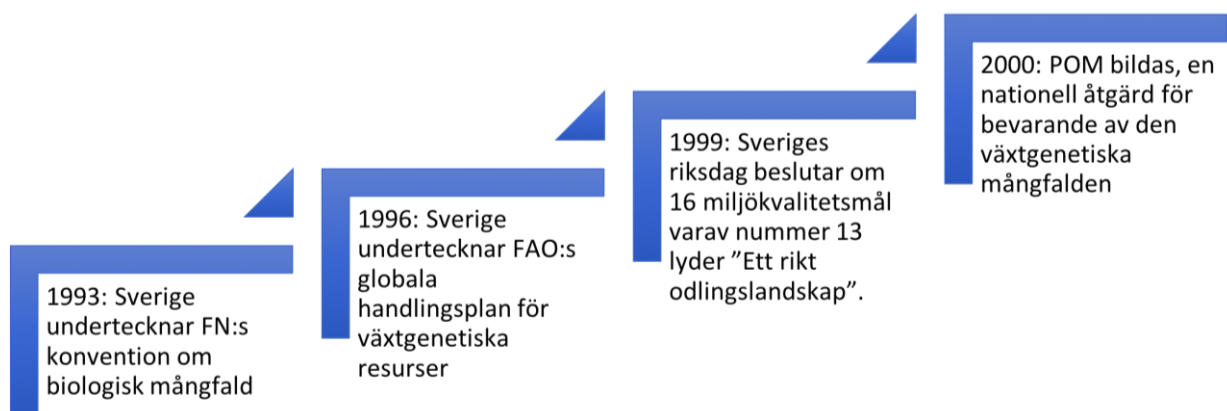 1993: Sverige
undertecknar FN:s
konvention om
biologisk mångfald
1996: Sverige
undertecknar FAO:s
globala
handlingsplan för
växtgenetiska
resurser
1999: Sveriges
riksdag beslutar om
16 miljökvalitetsmål
varav nummer 13
lyder ”Ett rikt
odlingslandskap”.
2000: POM bildas, en
nationell åtgärd för
bevarande av den
växtgenetiska
mångfalden